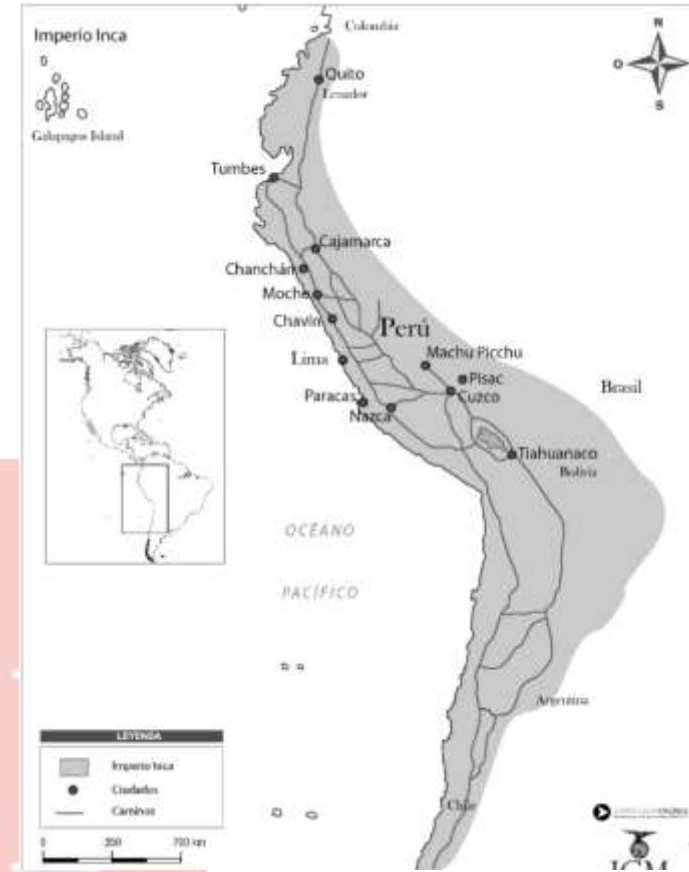 Imperio Inca
Colombia
N
O
S
Quito
Ecuador
Galapagos Island
Tumbes
Cajamarca
Chanchán
Moche
Chavín
Perú
Lima
Machu Picchu
Pisac
Brasil
Paracas
Cuzco
Nazca
Tiahuanaco
Bolivia
OCÉANO
PACÍFICO
Argentina
LEYENDA
Imperio Inca
Ciudades
Caminos
Chile
0 350 700 km
IGM